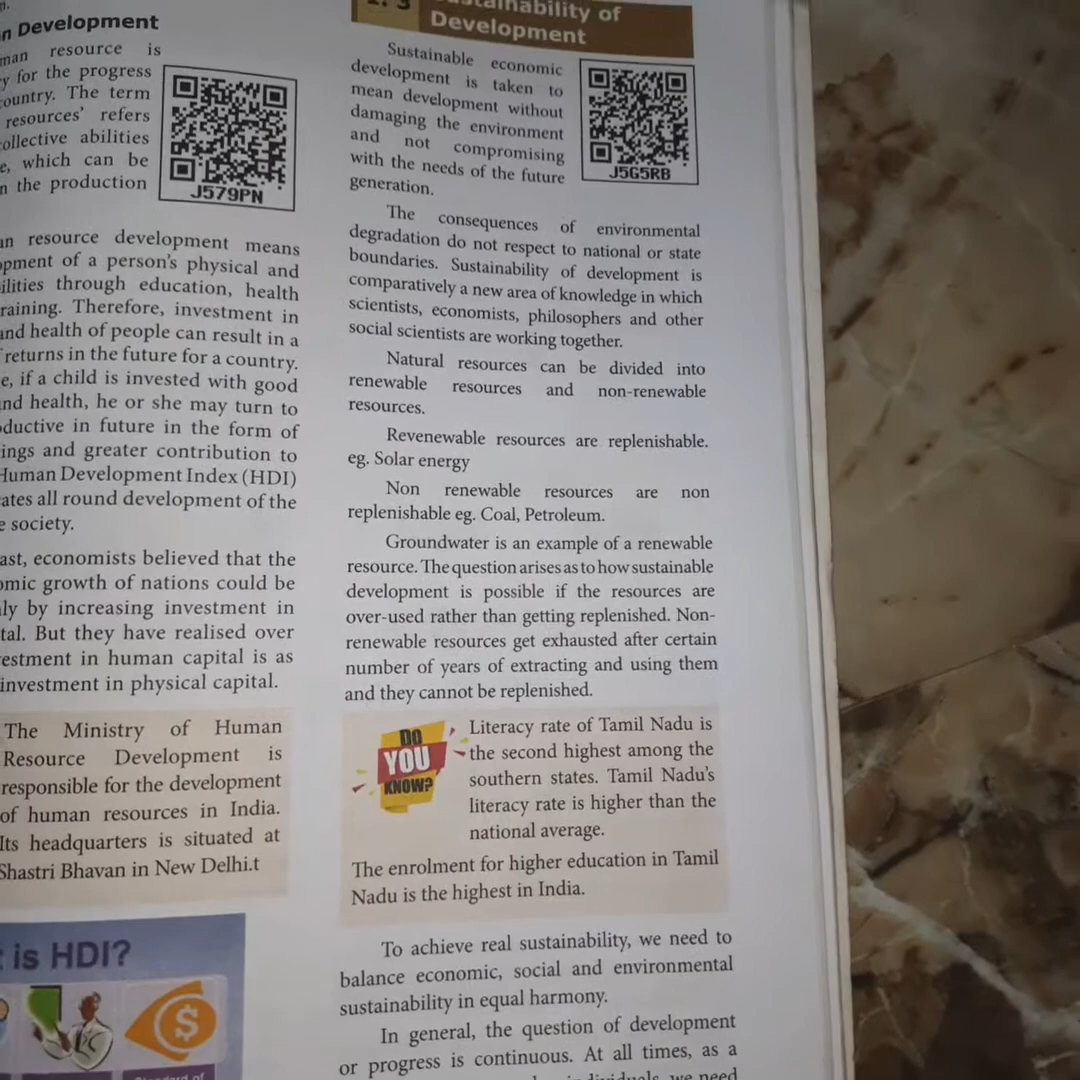 n Development
resource is
for the progress
The term
resources' refers
abilities
which can be
the production
J579PN
resource development means
of a person's physical and
through education, health
Therefore, investment in
and health of people can result in a
returns in the future for a country.
if a child is invested with good
and health, he or she may turn to
in future in the form of
and greater contribution to
Human Development Index (HDI)
all round development of the
society.
economists believed that the
growth of nations could be
by increasing investment in
But they have realised over
in human capital is as
investment in physical capital.
The Ministry of Human
Resource Development is
responsible for the development
of human resources in India.
Its headquarters is situated at
Shastri Bhavan in New Delhi.t
is HDI?
$
of
Sustainability of
Development
Sustainable economic
development is taken to
mean development without
damaging the environment
and not compromising
with the needs of the future
generation.
J5G5RB
The consequences of environmental
degradation do not respect to national or state
boundaries. Sustainability of development is
comparatively a new area of knowledge in which
scientists, economists, philosophers and other
social scientists are working together.
Natural resources can be divided into
renewable resources and non-renewable
resources.
Revenewable resources are replenishable.
eg. Solar energy
Non renewable resources are non
replenishable eg. Coal, Petroleum.
Groundwater is an example of a renewable
resource. The question arises as to how sustainable
development is possible if the resources are
over-used rather than getting replenished. Non-
renewable resources get exhausted after certain
number of years of extracting and using them
and they cannot be replenished.
DO
YOU
KNOW?
Literacy rate of Tamil Nadu is
the second highest among the
southern states. Tamil Nadu's
literacy rate is higher than the
national average.
The enrolment for higher education in Tamil
Nadu is the highest in India.
To achieve real sustainability, we need to
balance economic, social and environmental
sustainability in equal harmony.
In general, the question of development
or progress is continuous. At all times, as a
we need